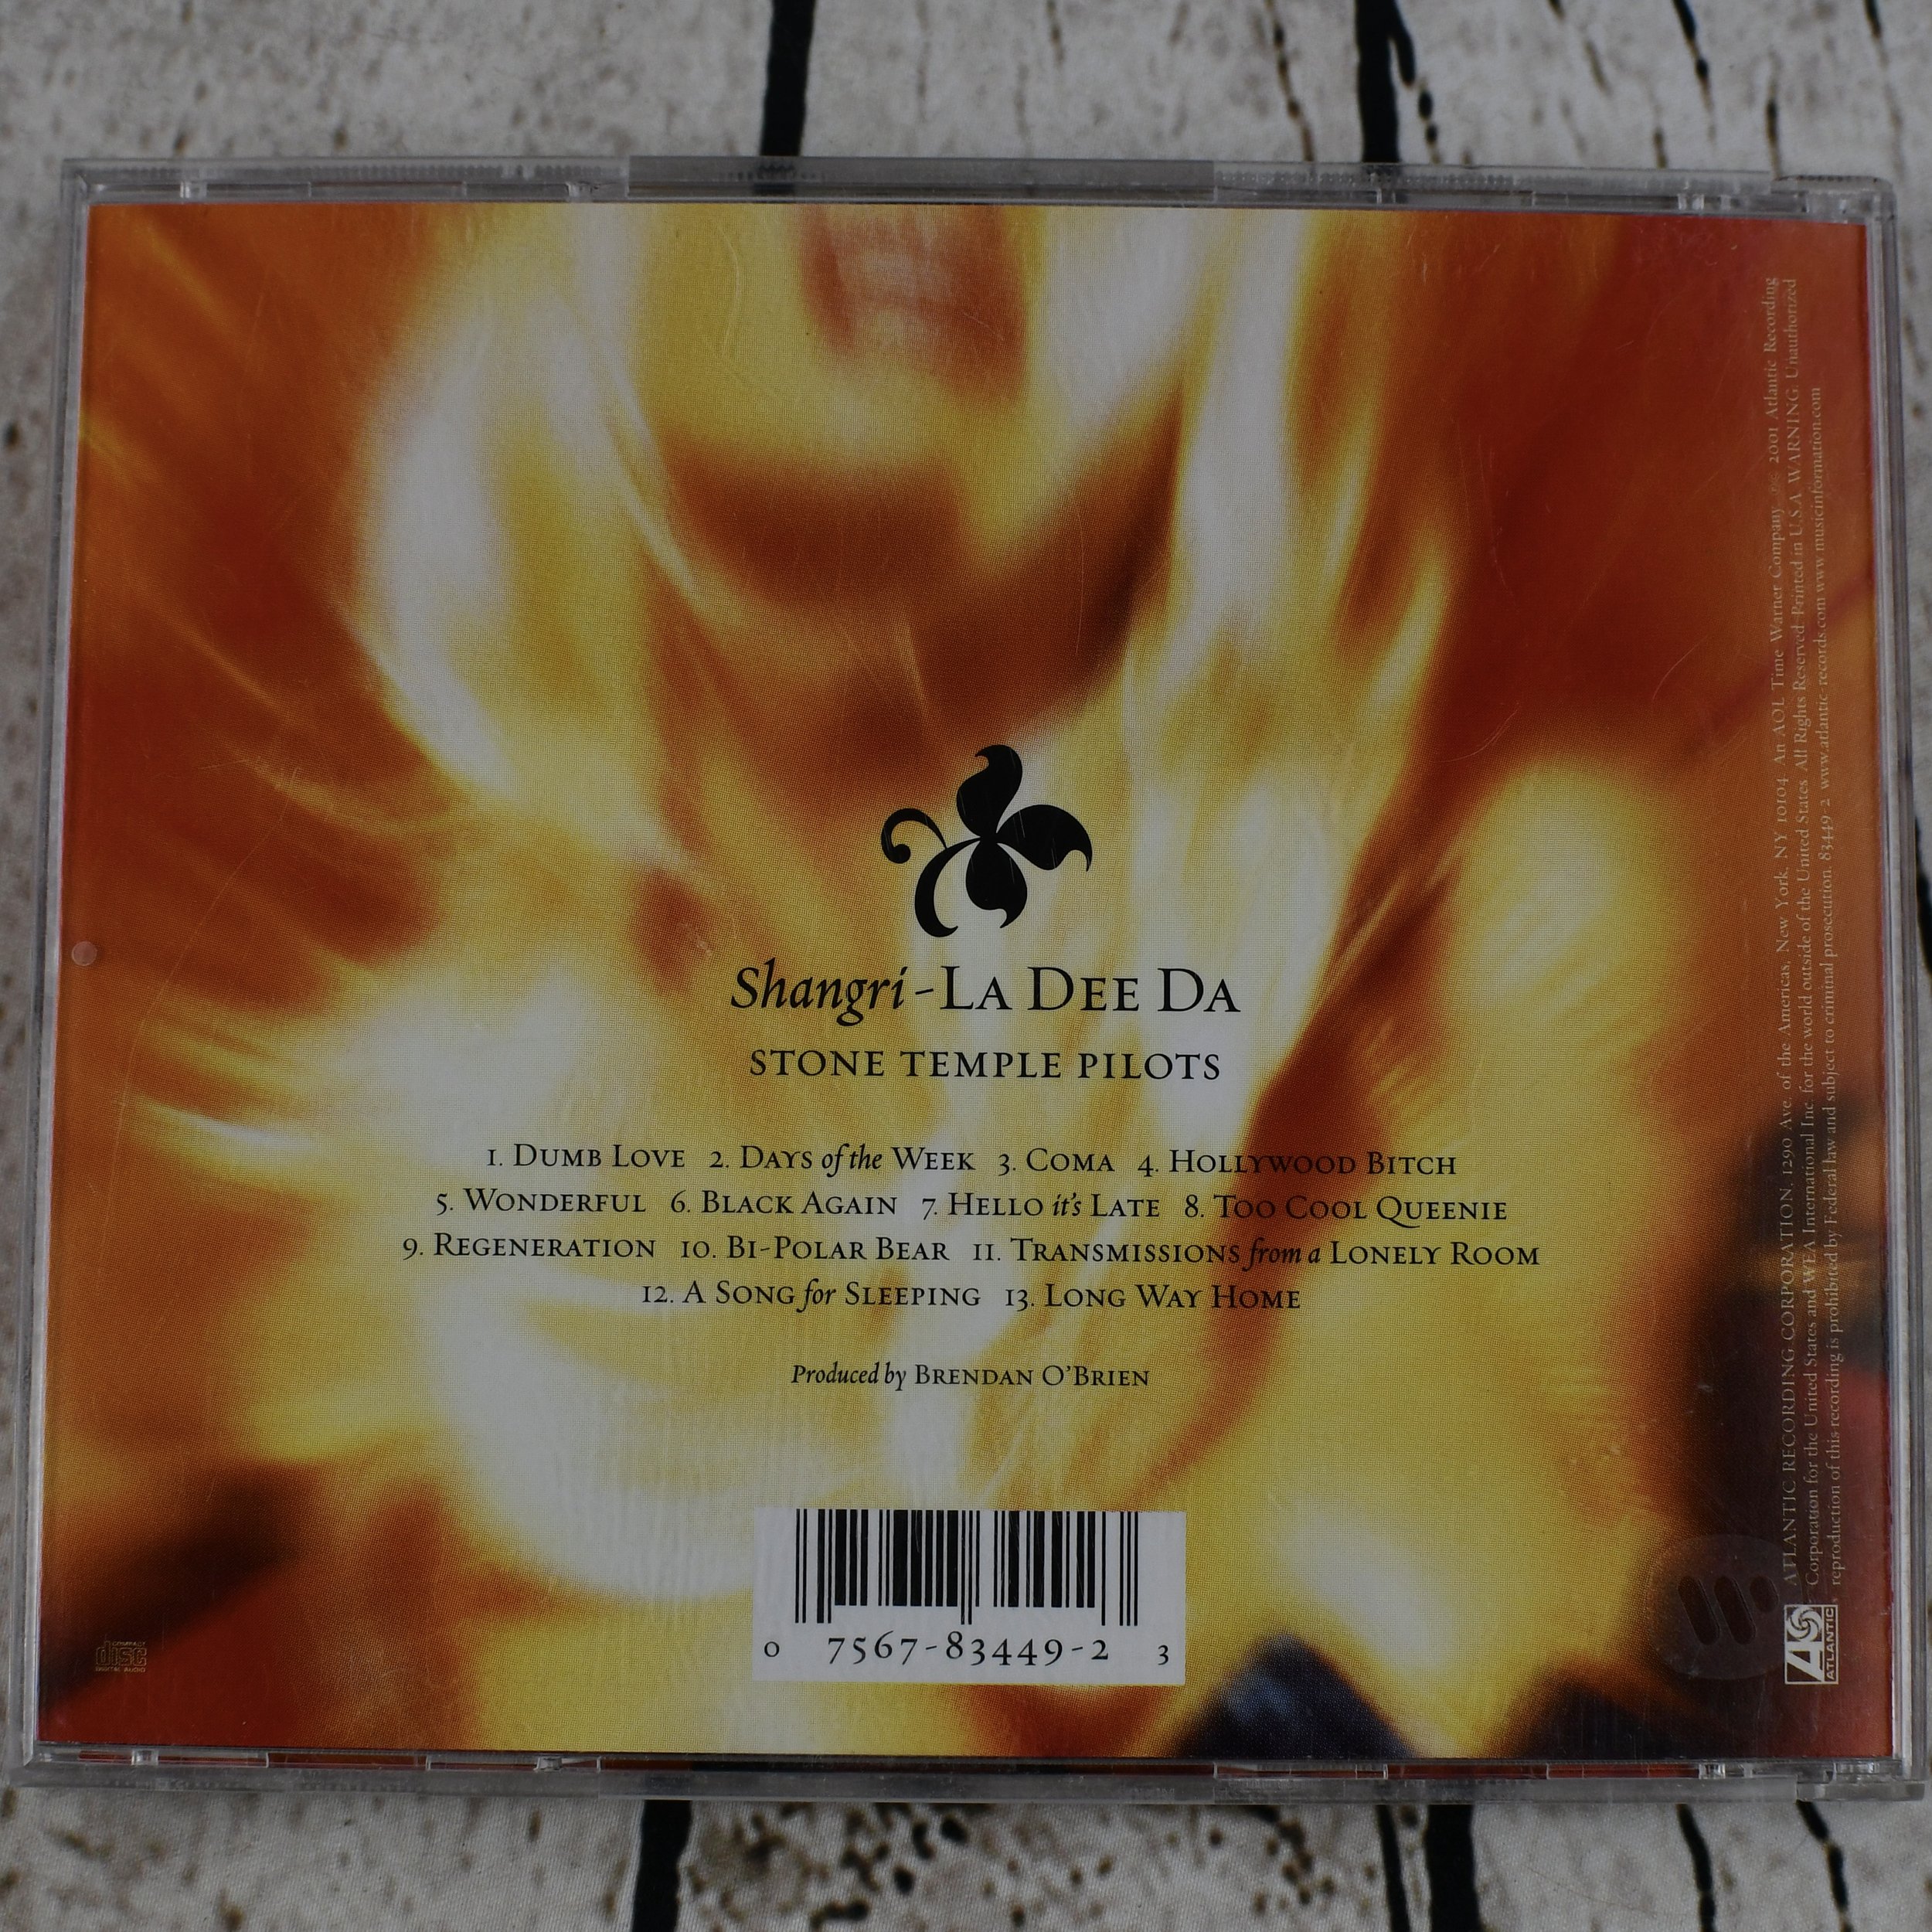 Shangri-LA DEE DA
STONE TEMPLE PILOTS
1. DUMB LOVE 2. DAYS of the WEEK 3. COMA 4. HOLLYWOOD BITCH
5. WONDERFUL 6. BLACK AGAIN 7. HELLO it's LATE 8. TOO COOL QUEENIE
9. REGENERATION 10. BI-POLAR BEAR 11. TRANSMISSIONS from a LONELY ROOM
12. A SONG for SLEEPING 13. LONG WAY HOME
Produced by BRENDAN O'BRIEN
0 7567-83449-2 3
COMPACT
disc
DIGITAL AUDIO
ATLANTIC RECORDING CORPORATION, 1290 Ave. of the Americas, New York, NY 10104 An AOL Time Warner Company 2001 Atlantic Recording
Corporation for the United States and WEA International Inc. for the world outside of the United States. All Rights Reserved. Printed in U.S.A. WARNING: Unauthorized
reproduction of this recording is prohibited by Federal law and subject to criminal prosecution. 83449-2 www.atlantic-records.com www.musicinformation.com
ATLANTIC